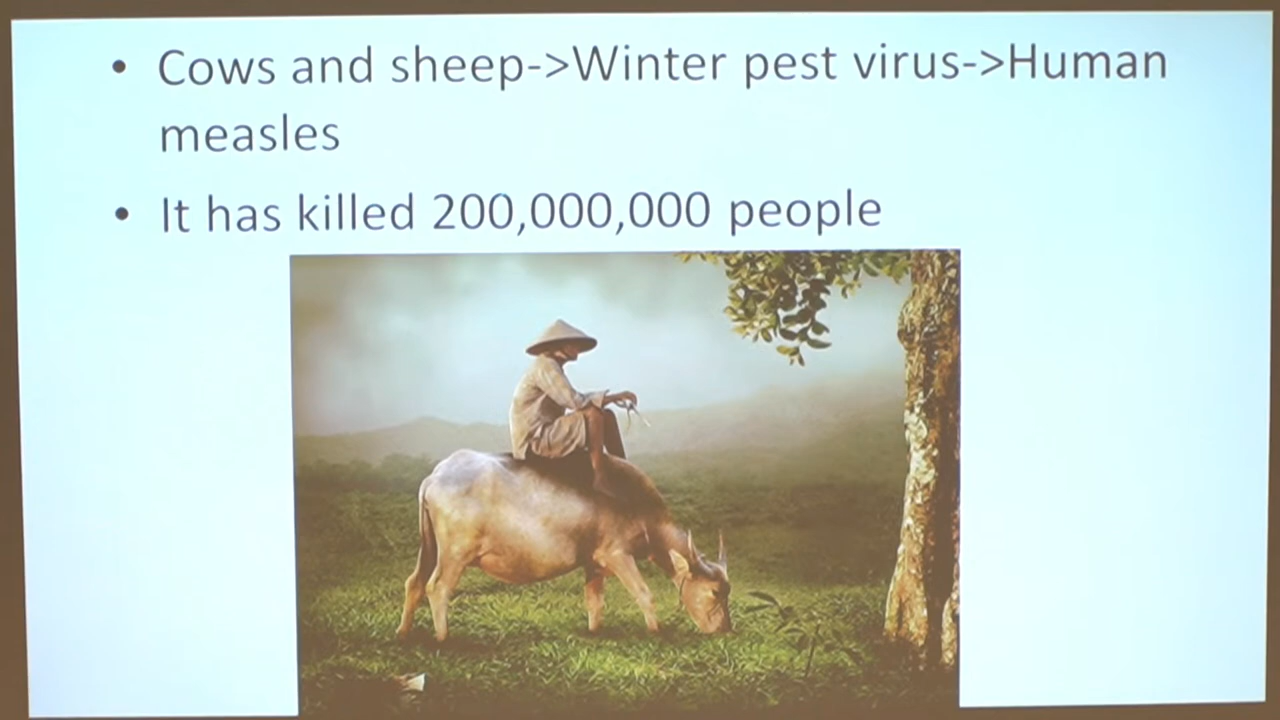 • Cows and sheep->Winter pest virus->Human
measles
• It has killed 200,000,000 people